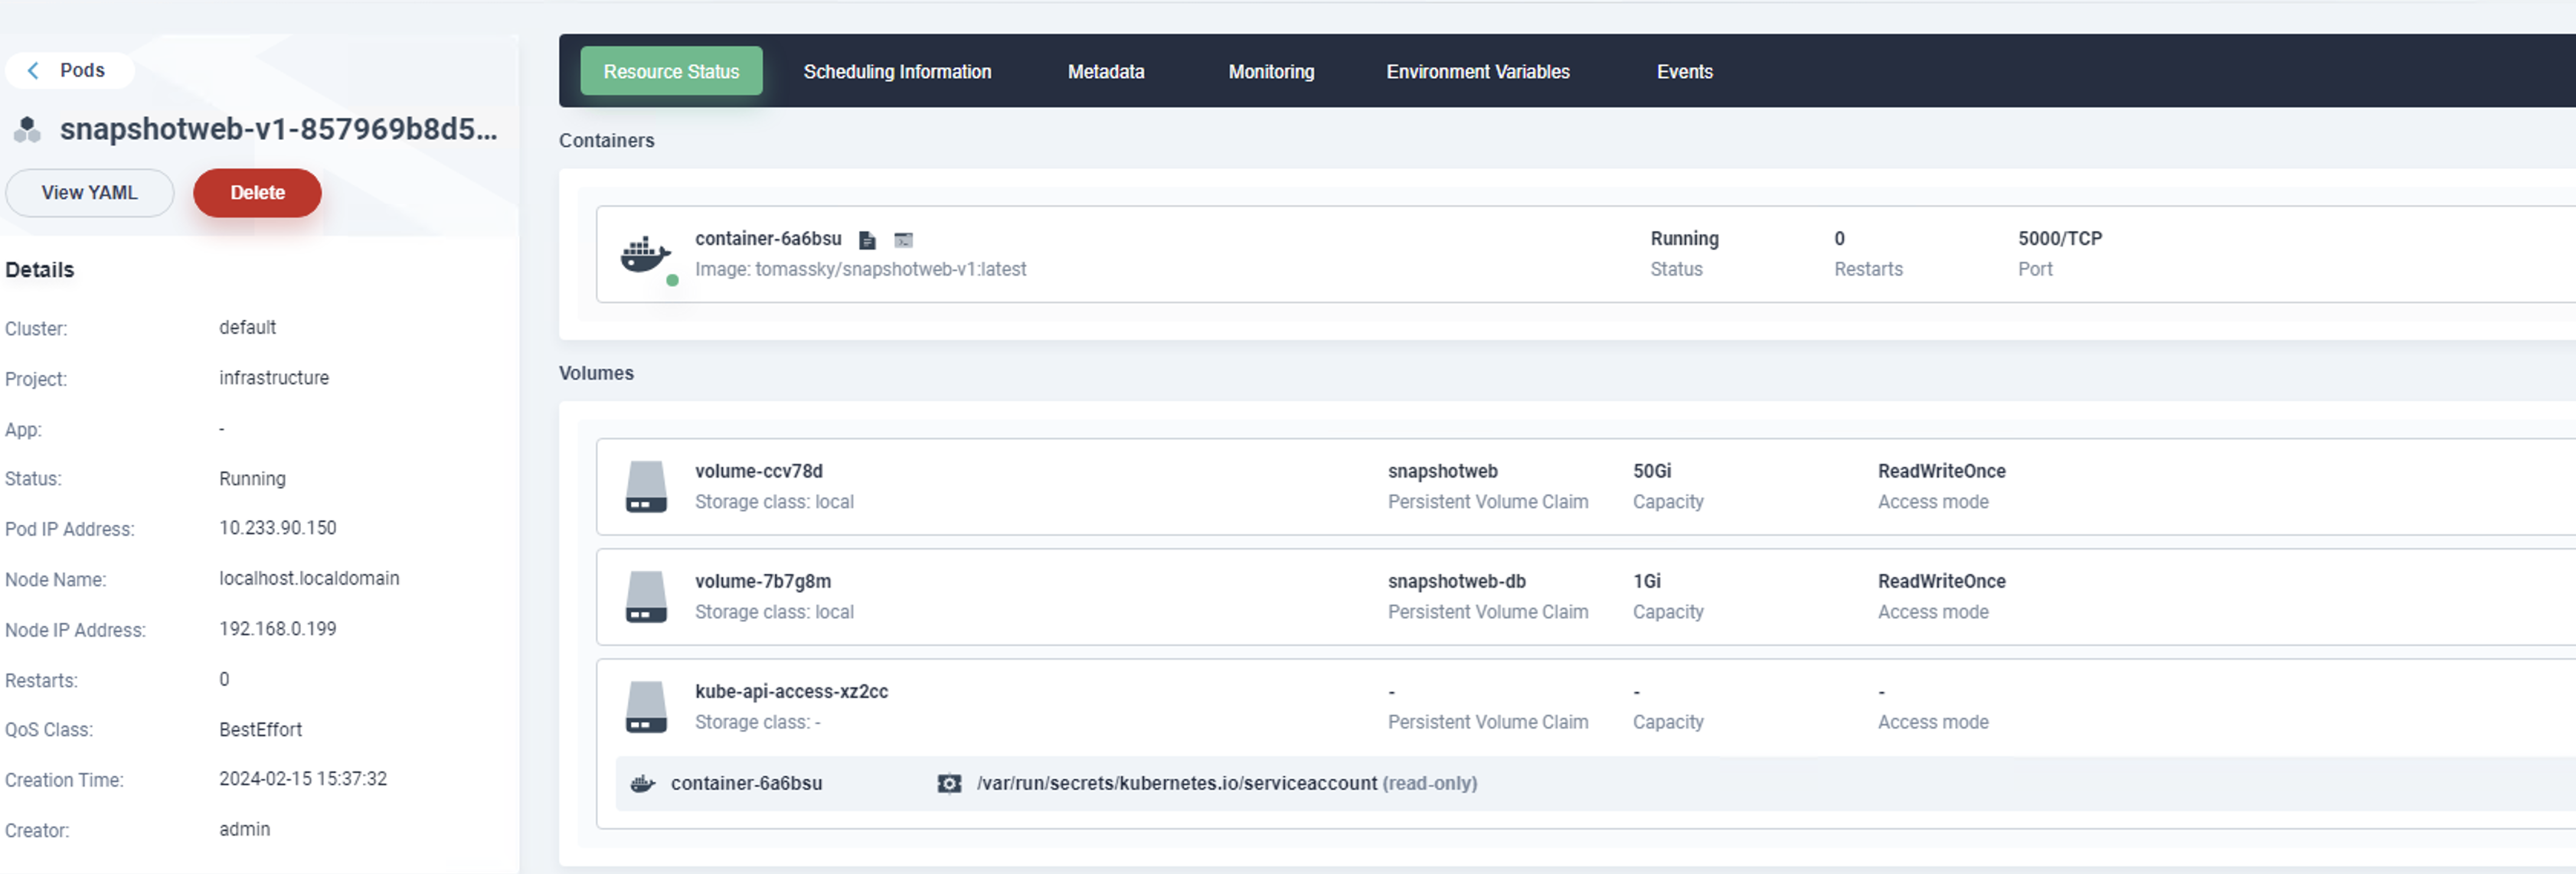 Pods
snapshotweb-v1-857969b8d5...
View YAML Delete
Details
Cluster: default
Project: infrastructure
App: -
Status: Running
Pod IP Address: 10.233.90.150
Node Name: localhost.localdomain
Node IP Address: 192.168.0.199
Restarts: 0
QoS Class: BestEffort
Creation Time: 2024-02-15 15:37:32
Creator: admin
Resource Status Scheduling Information Metadata Monitoring Environment Variables Events
Containers
container-6a6bsu Running 0 5000/TCP
Image: tomassky/snapshotweb-v1:latest Status Restarts Port
Volumes
volume-ccv78d snapshotweb 50Gi ReadWriteOnce
Storage class: local Persistent Volume Claim Capacity Access mode
volume-7b7g8m snapshotweb-db 1Gi ReadWriteOnce
Storage class: local Persistent Volume Claim Capacity Access mode
kube-api-access-xz2cc - - -
Storage class: - Persistent Volume Claim Capacity Access mode
container-6a6bsu /var/run/secrets/kubernetes.io/serviceaccount (read-only)